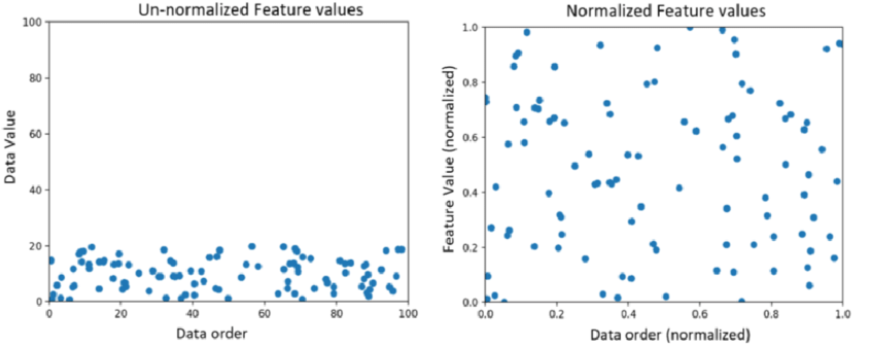 Un-normalized Feature values
100
80
60
40
20
0
Data Value
0 20 40 60 80 100
Data order
Normalized Feature values
1.0
0.8
0.6
0.4
0.2
0.0
Feature Value (normalized)
0.0 0.2 0.4 0.6 0.8 1.0
Data order (normalized)